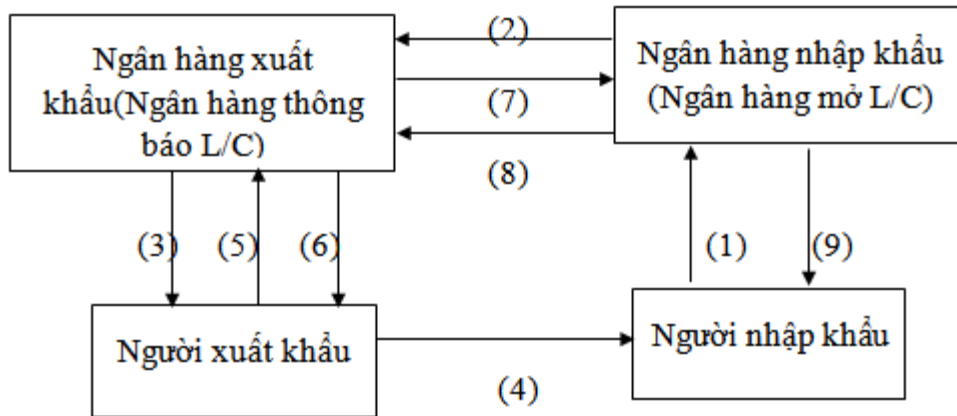 Ngân hàng xuất
khẩu(Ngân hàng thông
báo L/C)
(2)
(7)
(8)
Ngân hàng nhập khẩu
(Ngân hàng mở L/C)
(3)
(5)
(6)
(1)
(9)
Người xuất khẩu
(4)
Người nhập khẩu